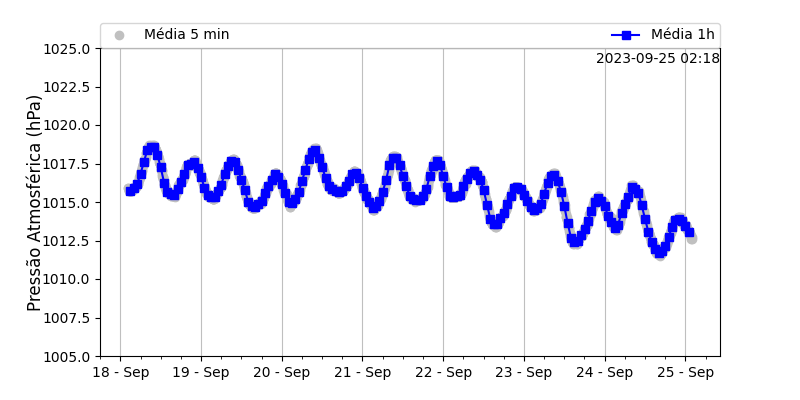 Média 5 min
Média 1h
2023-09-25 02:18
Pressão Atmosférica (hPa)
1025.0
1022.5
1020.0
1017.5
1015.0
1012.5
1010.0
1007.5
1005.0
18 - Sep
19 - Sep
20 - Sep
21 - Sep
22 - Sep
23 - Sep
24 - Sep
25 - Sep